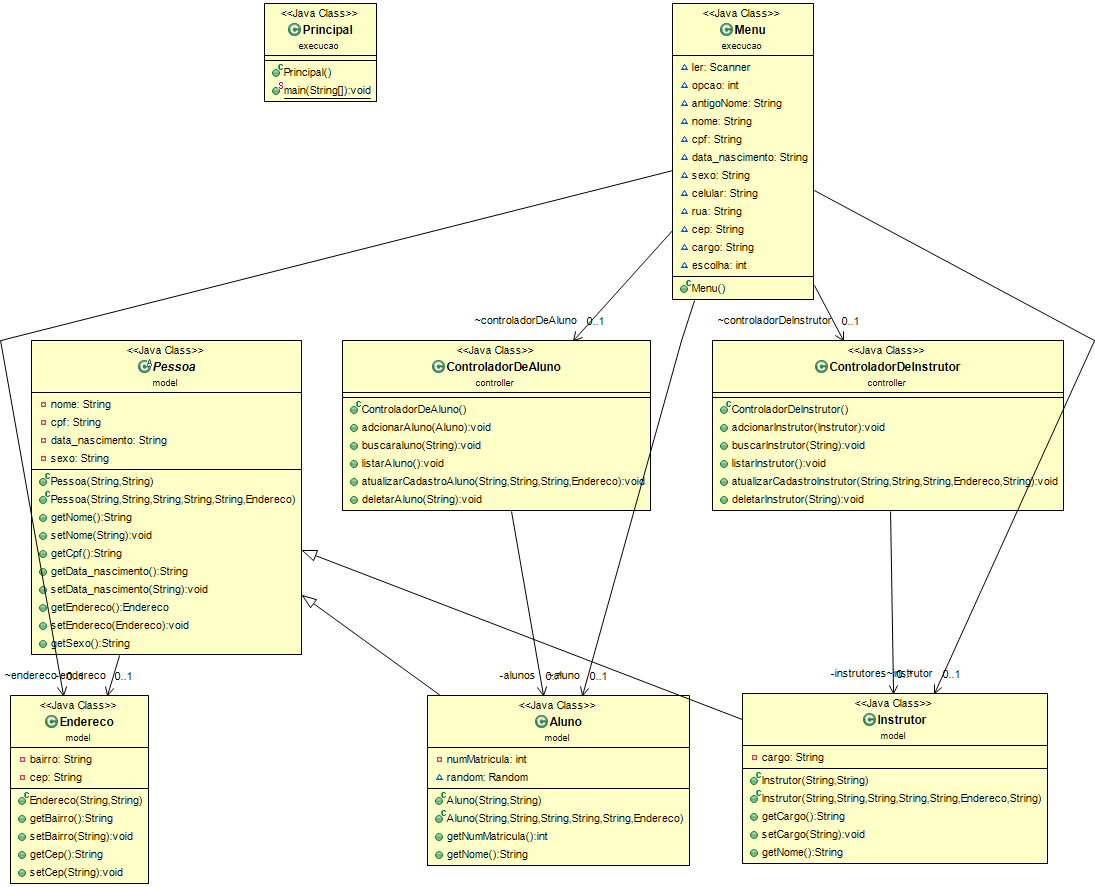 <<Java Class>>
Principal
execucao
Principal()
main(String[]):void
<<Java Class>>
Menu
execucao
ler: Scanner
opcao: int
antigoNome: String
nome: String
cpf: String
data_nascimento: String
sexo: String
celular: String
rua: String
cep: String
cargo: String
escolha: int
Menu()
~controladorDeAluno 0..1
~controladorDeInstrutor 0..1
<<Java Class>>
Pessoa
model
nome: String
cpf: String
data_nascimento: String
sexo: String
Pessoa(String,String)
Pessoa(String,String,String,String,String,Endereco)
getNome():String
setNome(String):void
getCpf():String
getData_nascimento():String
setData_nascimento(String):void
getEndereco():Endereco
setEndereco(Endereco):void
getSexo():String
<<Java Class>>
ControladorDeAluno
controller
ControladorDeAluno()
adcionarAluno(Aluno):void
buscaraluno(String):void
listarAluno():void
atualizarCadastroAluno(String,String,String,Endereco):void
deletarAluno(String):void
<<Java Class>>
ControladorDeInstrutor
controller
ControladorDeInstrutor()
adcionarInstrutor(Instrutor):void
buscarInstrutor(String):void
listarInstrutor():void
atualizarCadastroInstrutor(String,String,String,Endereco,String):void
deletarInstrutor(String):void
~endereco -endereco 0..1 0..1
-alunos ~aluno 0..1
-instrutores ~instrutor 0..1
<<Java Class>>
Endereco
model
bairro: String
cep: String
Endereco(String,String)
getBairro():String
setBairro(String):void
getCep():String
setCep(String):void
<<Java Class>>
Aluno
model
numMatricula: int
random: Random
Aluno(String,String)
Aluno(String,String,String,String,String,Endereco)
getNumMatricula():int
getNome():String
<<Java Class>>
Instrutor
model
cargo: String
Instrutor(String,String)
Instrutor(String,String,String,String,String,Endereco,String)
getCargo():String
setCargo(String):void
getNome():String